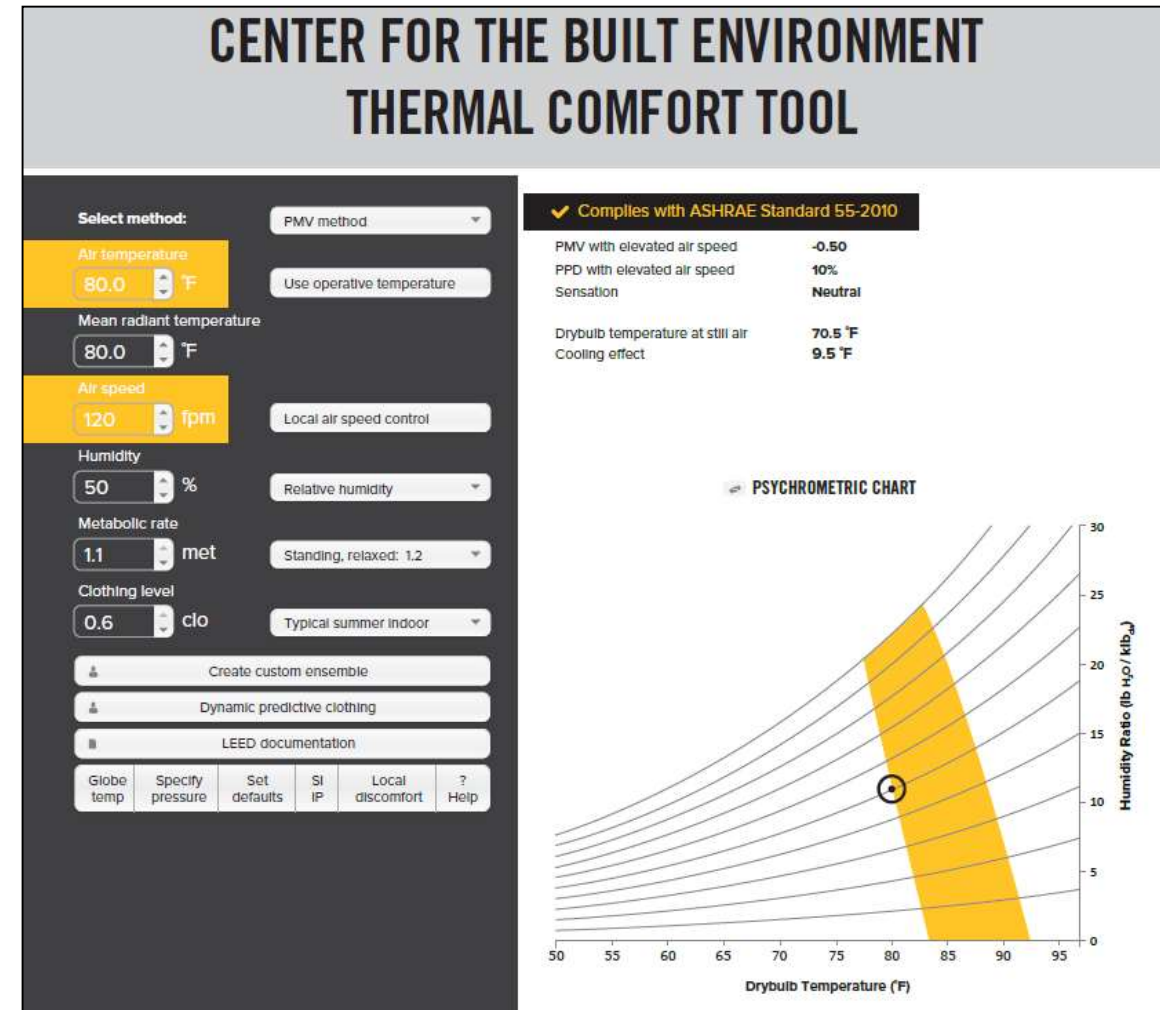 CENTER FOR THE BUILT ENVIRONMENT
THERMAL COMFORT TOOL
Select method:
PMV method
Air temperature
80.0 °F
Use operative temperature
Mean radiant temperature
80.0 °F
Air speed
120 fpm
Local air speed control
Humidity
50 %
Relative humidity
Metabolic rate
1.1 met
Standing, relaxed: 1.2
Clothing level
0.6 clo
Typical summer indoor
Create custom ensemble
Dynamic predictive clothing
LEED documentation
Globe temp
Specify pressure
Set defaults
SI IP
Local discomfort
? Help
Complies with ASHRAE Standard 55-2010
PMV with elevated air speed -0.50
PPD with elevated air speed 10%
Sensation Neutral
Drybulb temperature at still air 70.5 °F
Cooling effect 9.5 °F
PSYCHROMETRIC CHART
30
25
20
15
10
5
0
Humidity Ratio (lb H₂O / klb_da)
50 55 60 65 70 75 80 85 90 95
Drybulb Temperature (°F)